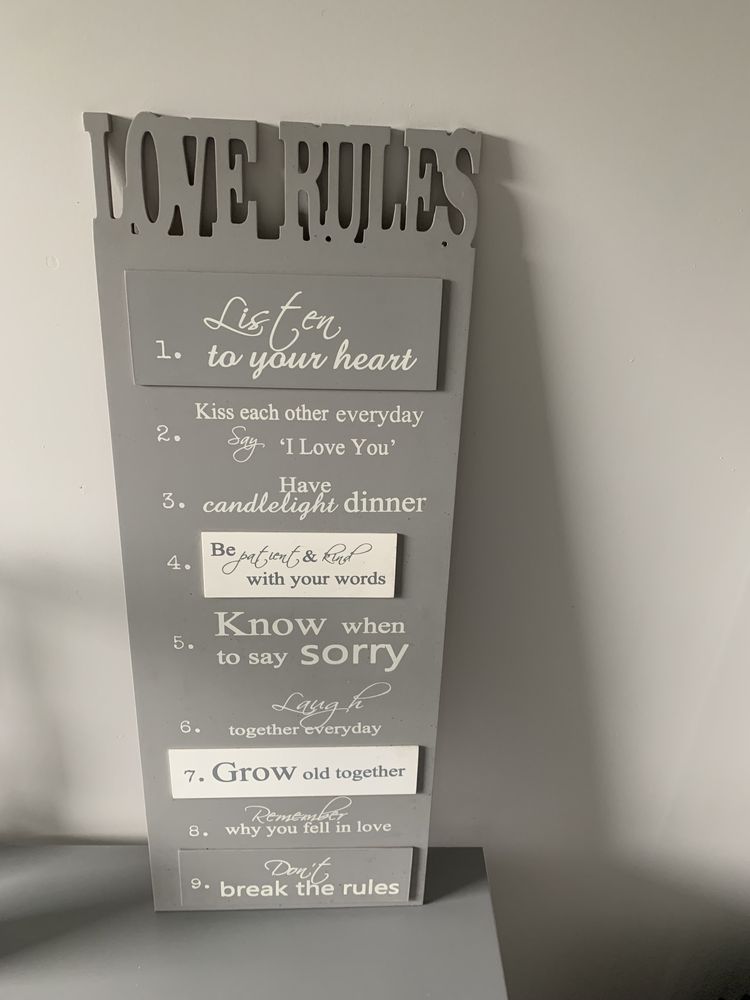 LOVE RULES
Listen
1. to your heart
Kiss each other everyday
2. Say 'I Love You'
Have
3. candlelight dinner
4. Be patient & kind
with your words
Know when
5. to say sorry
Laugh
6. together everyday
7. Grow old together
Remember
8. why you fell in love
Don't
9. break the rules